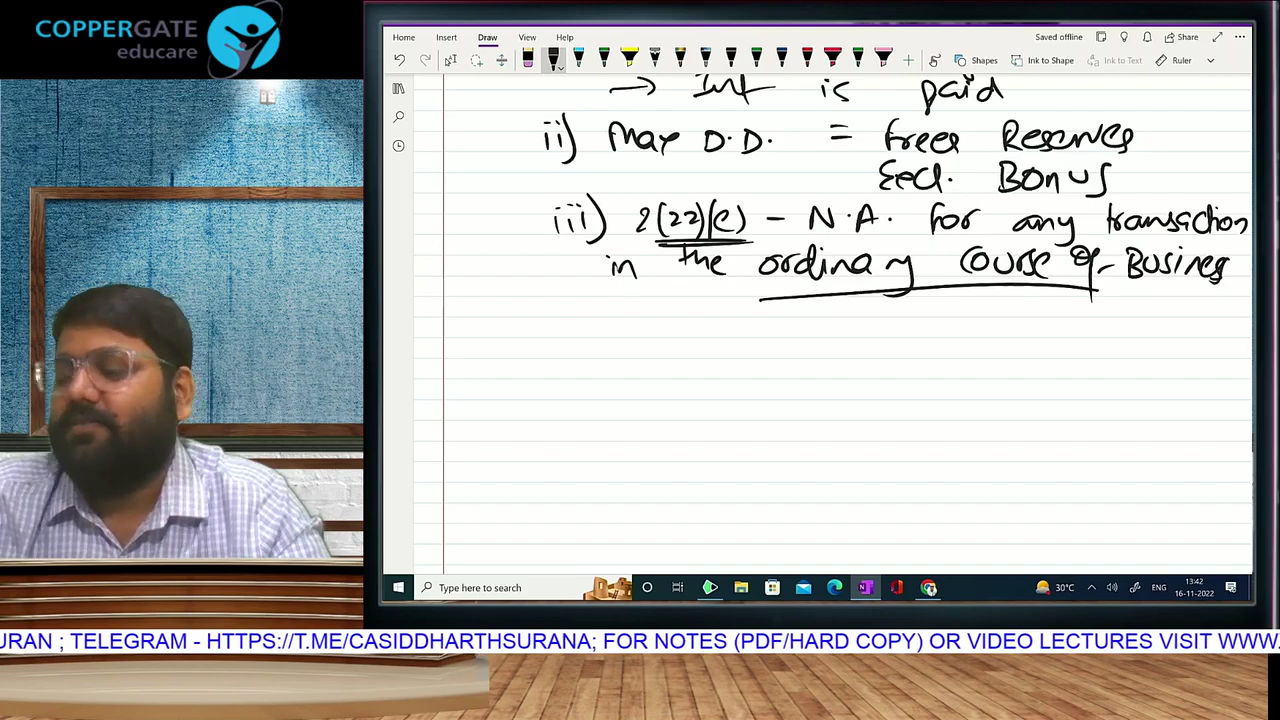 COPPERGATE
educare
Home Insert Draw View Help
Saved offline
Share
Shapes
Ink to Shape
Ink to Text
Ink to Math
Ruler
→ Int is paid
ii) Max D.D. = Free Reserves
Excl. Bonus
iii) 2(22)(e) - N.A. for any transaction
in the ordinary course of Business
Type here to search
30°C
ENG
13:42
16-11-2022
URAN ; TELEGRAM - HTTPS://T.ME/CASIDDHARTHSURANA; FOR NOTES (PDF/HARD COPY) OR VIDEO LECTURES VISIT WWW.